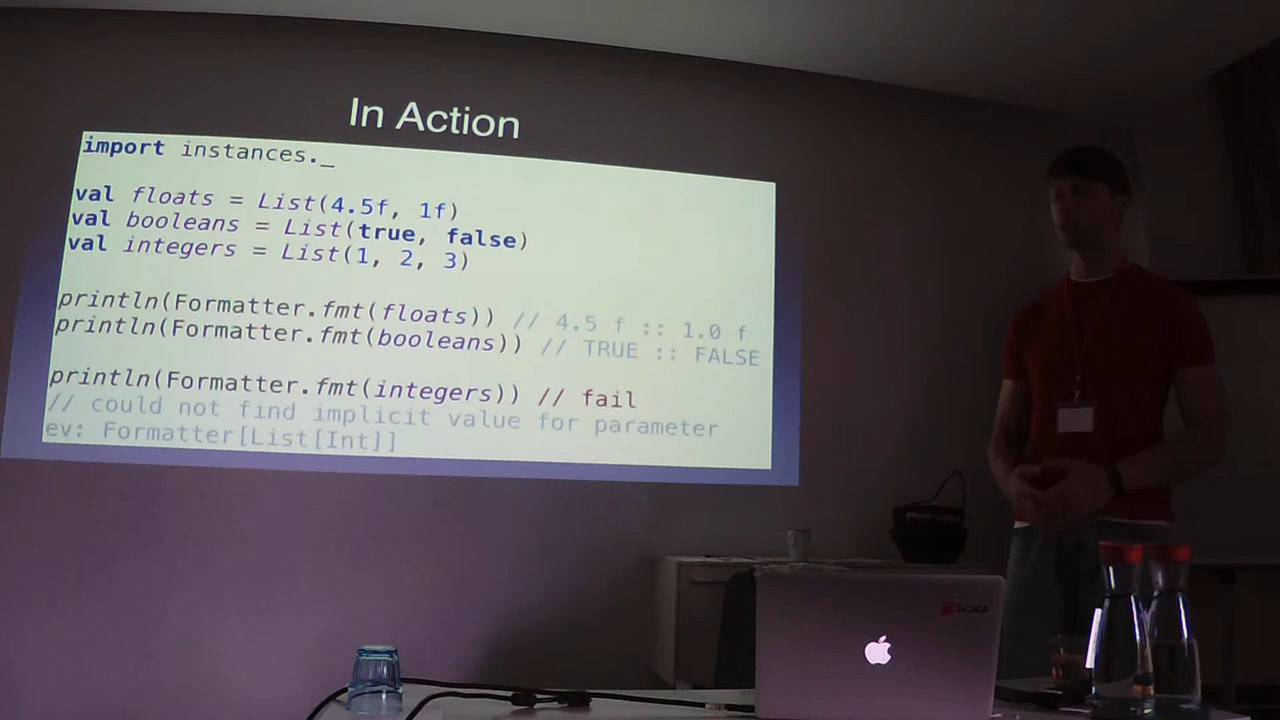 In Action
import instances._
val floats = List(4.5f, 1f)
val booleans = List(true, false)
val integers = List(1, 2, 3)
println(Formatter.fmt(floats)) // 4.5 f :: 1.0 f
println(Formatter.fmt(booleans)) // TRUE :: FALSE
println(Formatter.fmt(integers)) // fail
// could not find implicit value for parameter
ev: Formatter[List[Int]]
Scala